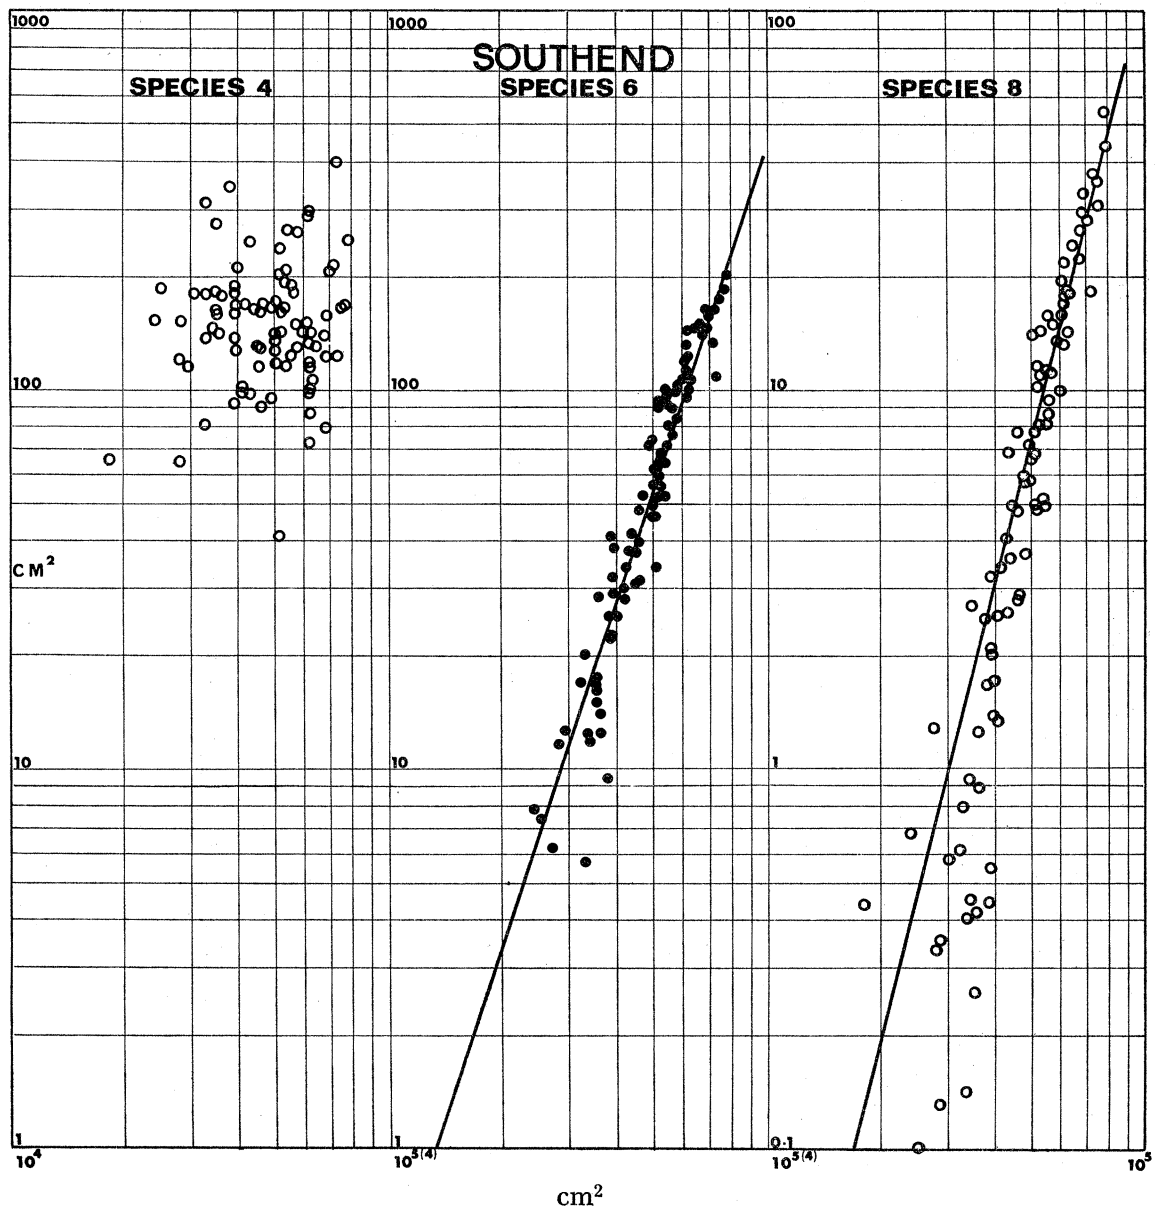 1000 1000 100
SOUTHEND
SPECIES 4 SPECIES 6 SPECIES 8
100 100 10
CM²
10 10 1
1 1 0·1
10⁴ 10⁵(4) 10⁵(4) 10⁵
cm²